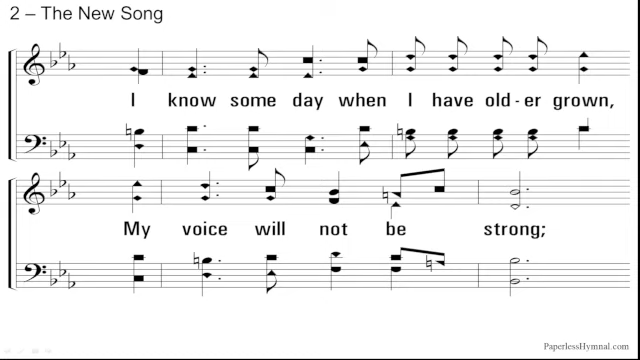 2 – The New Song
I know some day when I have old-er grown,
My voice will not be strong;
PaperlessHymnal.com